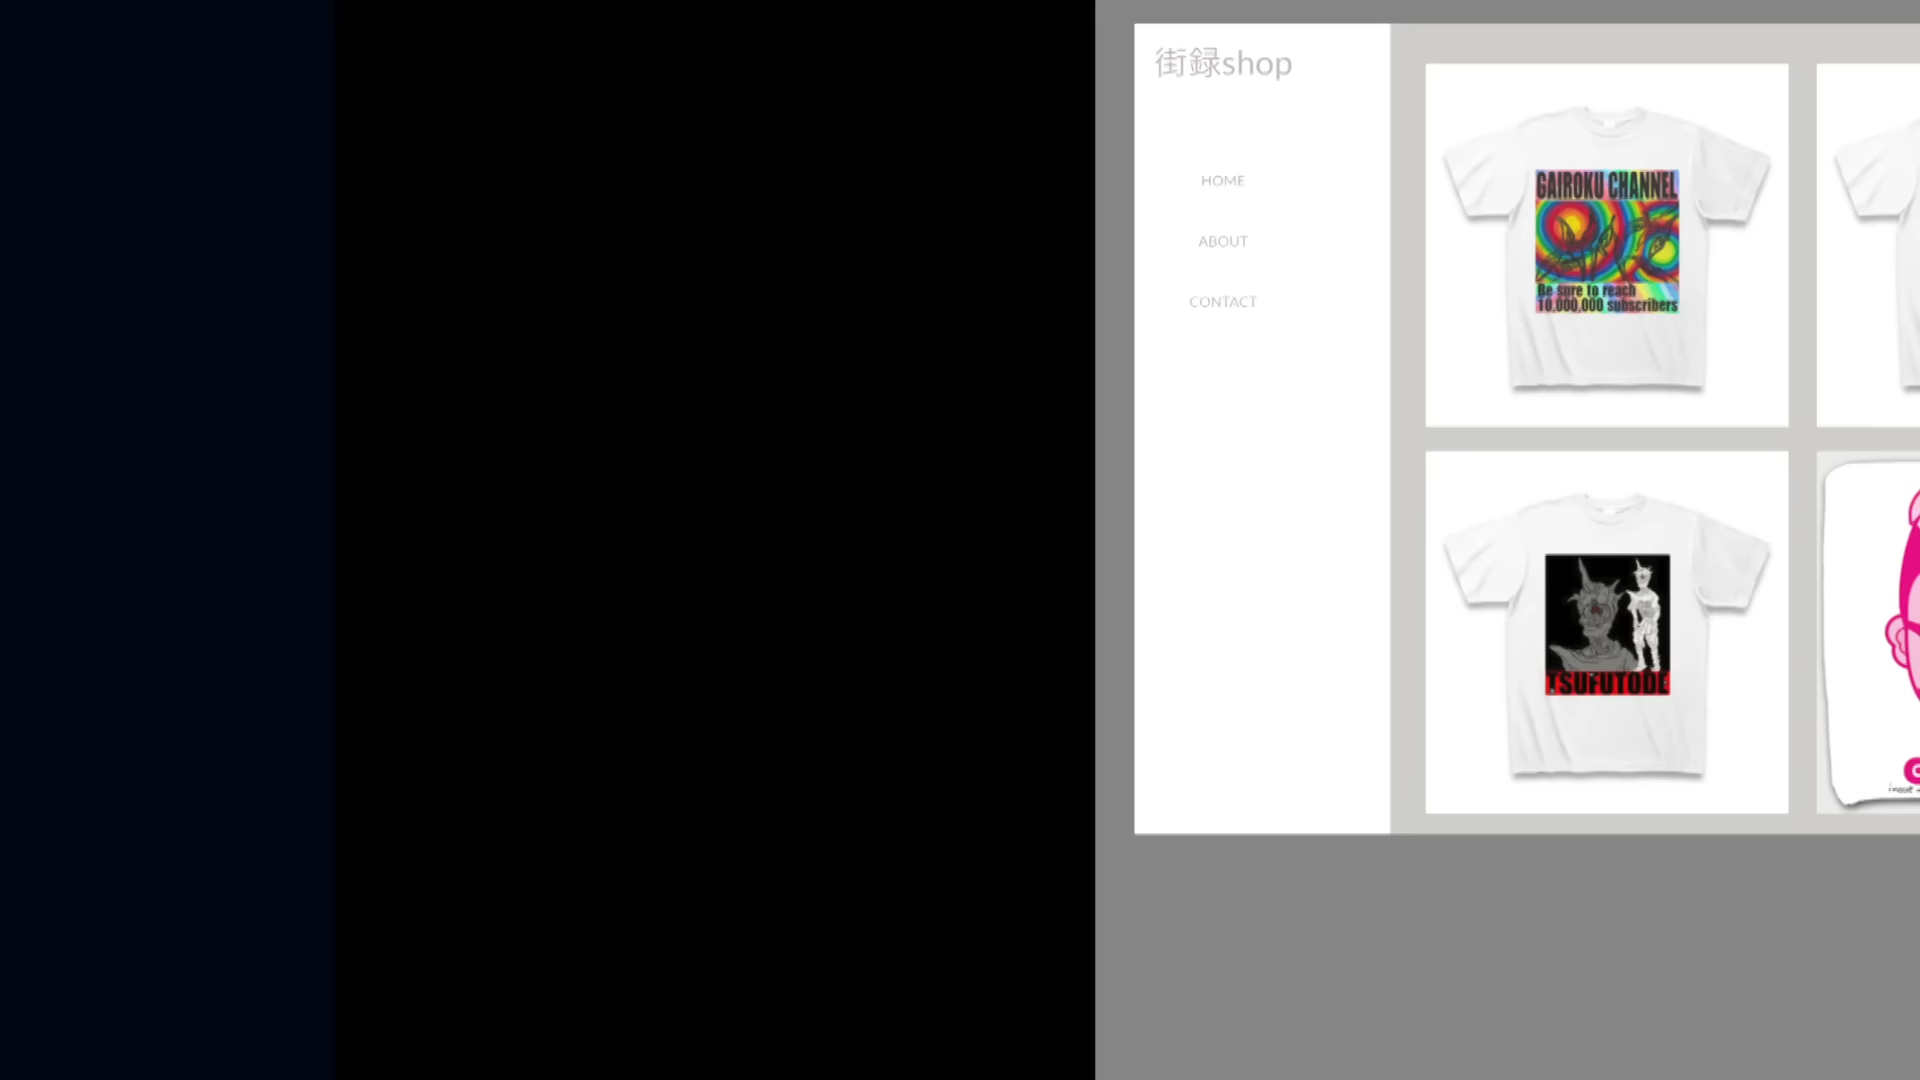 街録shop
HOME
ABOUT
CONTACT
GAIROKU CHANNEL
Be sure to reach
10,000,000 subscribers
TSUFUTODE